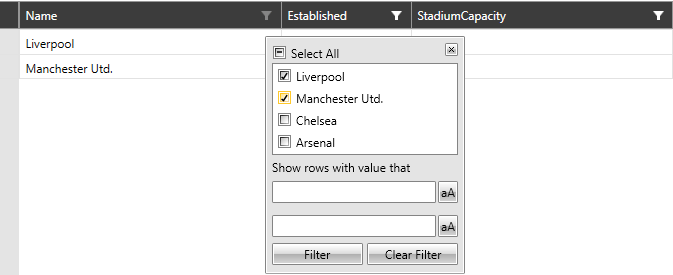 Name Established StadiumCapacity
Liverpool
Manchester Utd.
Select All
Liverpool
Manchester Utd.
Chelsea
Arsenal
Show rows with value that
aA
aA
Filter Clear Filter